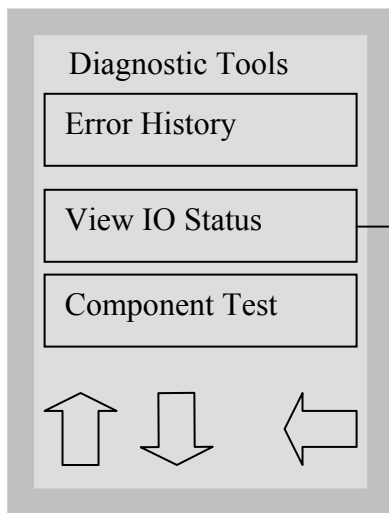 Diagnostic Tools
Error History
View IO Status
Component Test